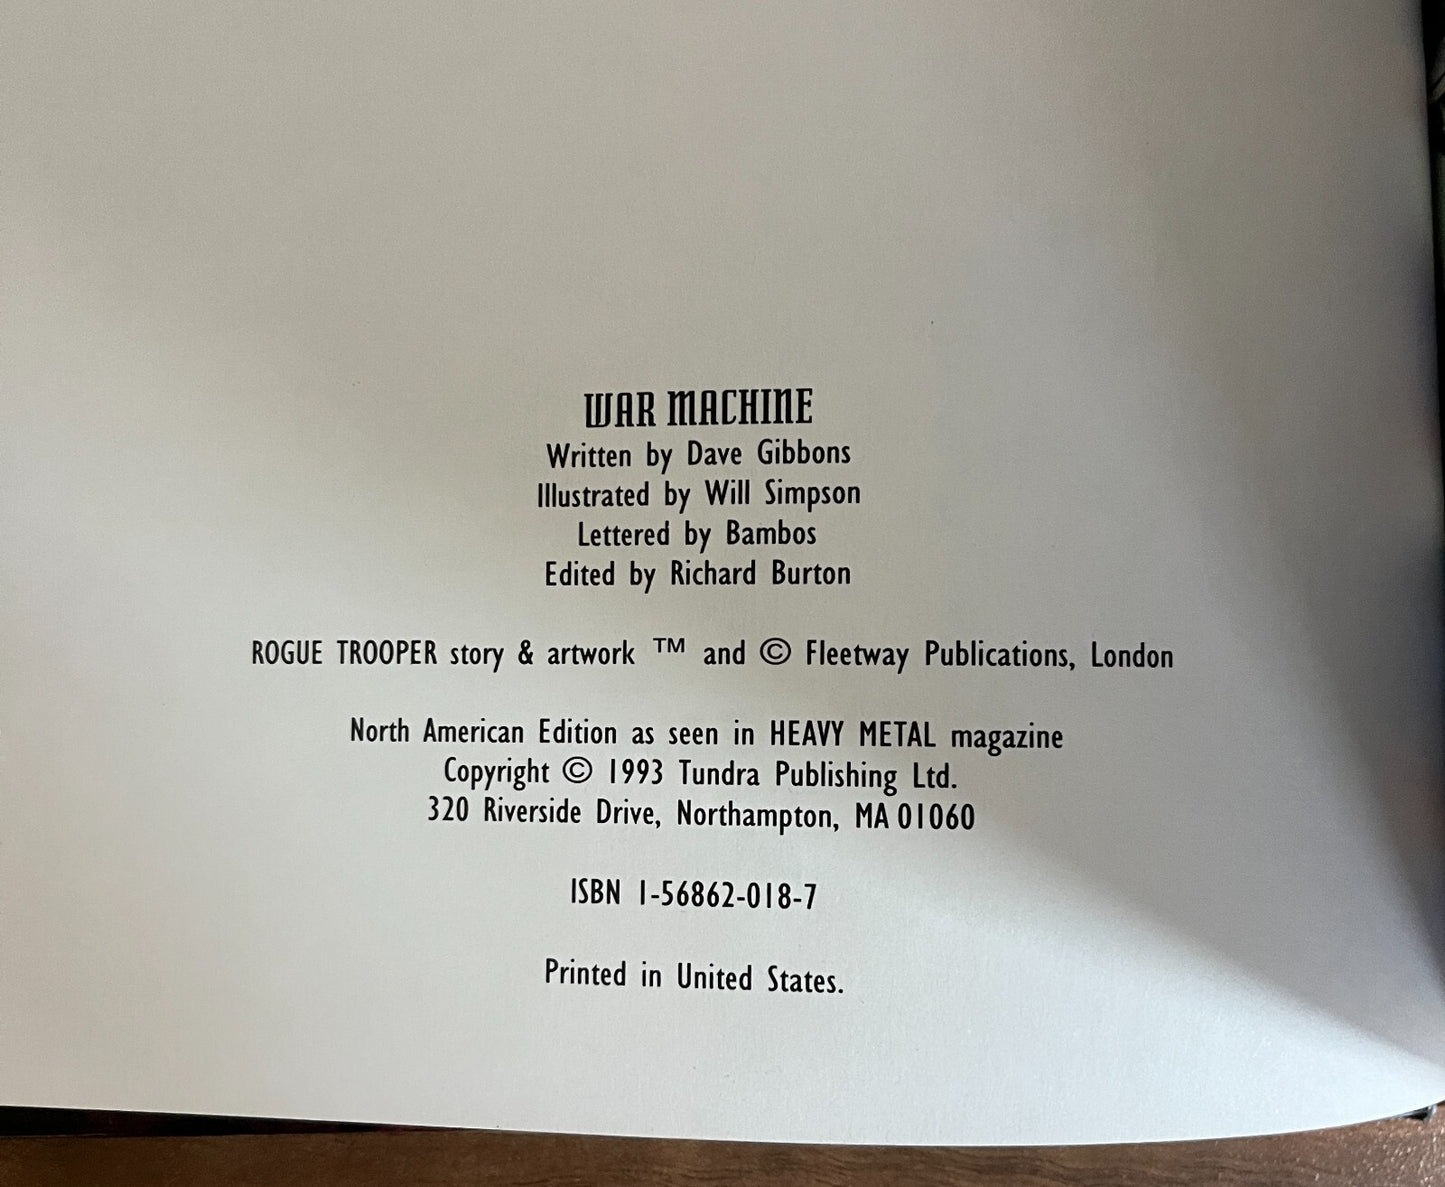 WAR MACHINE
Written by Dave Gibbons
Illustrated by Will Simpson
Lettered by Bambos
Edited by Richard Burton
ROGUE TROOPER story & artwork ™ and © Fleetway Publications, London
North American Edition as seen in HEAVY METAL magazine
Copyright © 1993 Tundra Publishing Ltd.
320 Riverside Drive, Northampton, MA 01060
ISBN 1-56862-018-7
Printed in United States.